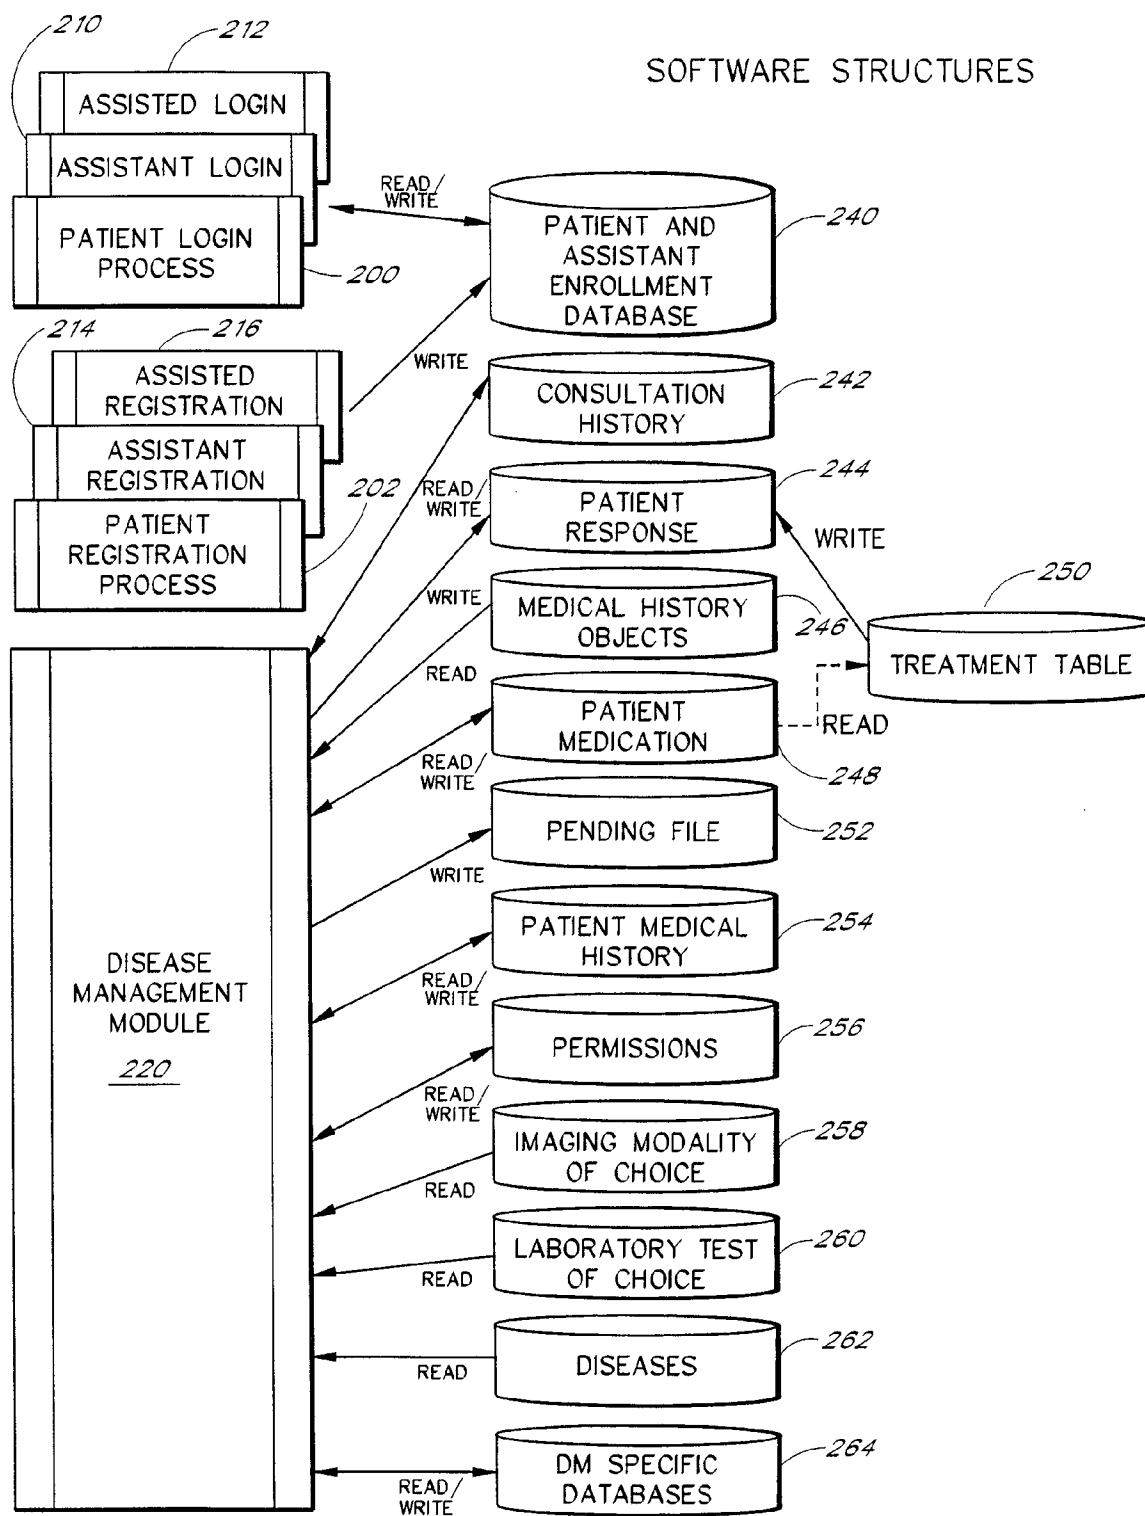 SOFTWARE STRUCTURES
210
212
ASSISTED LOGIN
ASSISTANT LOGIN
PATIENT LOGIN
PROCESS
200
READ/
WRITE
PATIENT AND
ASSISTANT
ENROLLMENT
DATABASE
240
214
216
ASSISTED
REGISTRATION
ASSISTANT
REGISTRATION
PATIENT
REGISTRATION
PROCESS
202
WRITE
CONSULTATION
HISTORY
242
READ/
WRITE
PATIENT
RESPONSE
244
WRITE
WRITE
MEDICAL HISTORY
OBJECTS
246
250
TREATMENT TABLE
READ
PATIENT
MEDICATION
READ
248
READ/
WRITE
PENDING FILE
252
WRITE
PATIENT MEDICAL
HISTORY
254
READ/
WRITE
DISEASE
MANAGEMENT
MODULE
220
PERMISSIONS
256
READ/
WRITE
IMAGING MODALITY
OF CHOICE
258
READ
LABORATORY TEST
OF CHOICE
260
READ
DISEASES
262
READ
DM SPECIFIC
DATABASES
264
READ/
WRITE